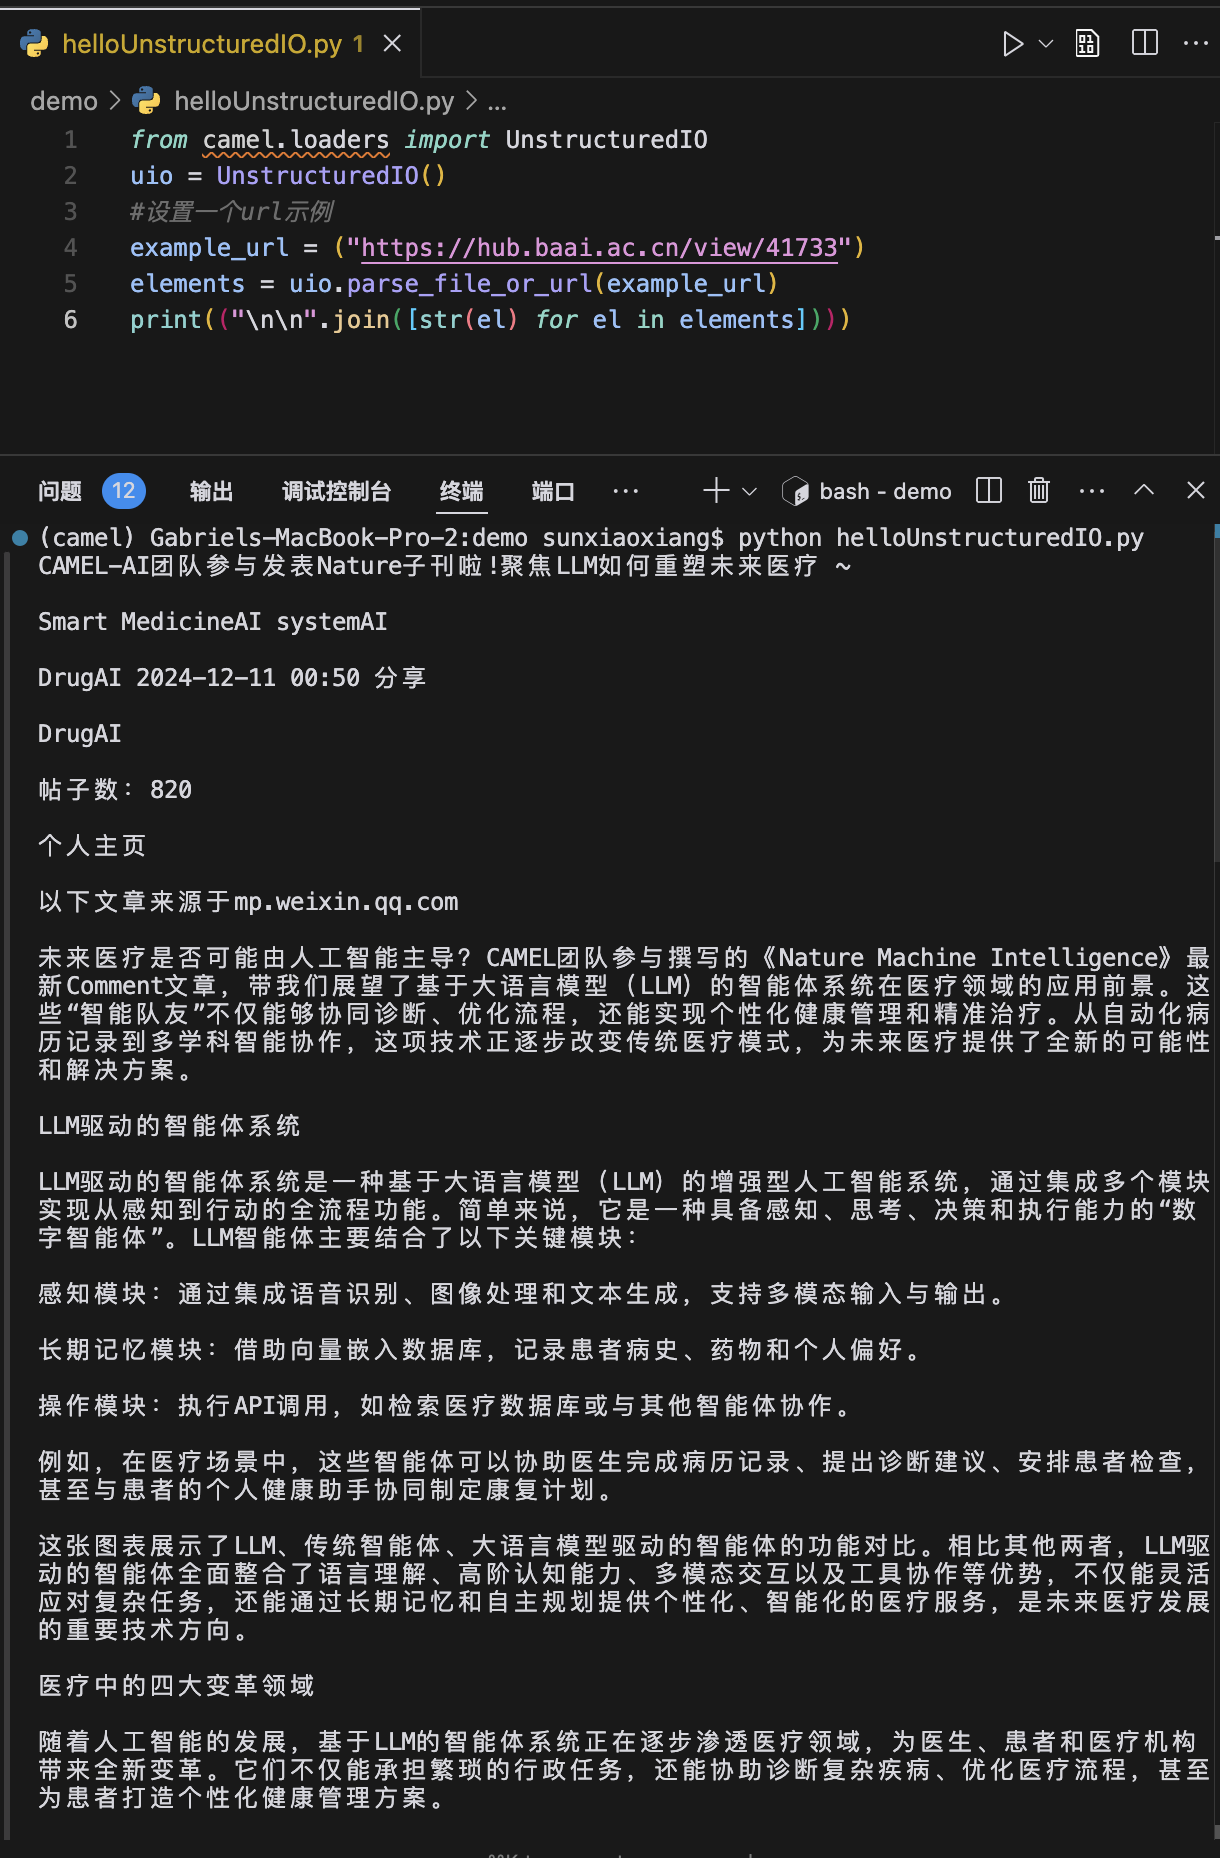 helloUnstructuredIO.py 1
demo > helloUnstructuredIO.py > ...
1 from camel.loaders import UnstructuredIO
2 uio = UnstructuredIO()
3 #设置一个url示例
4 example_url = ("https://hub.baai.ac.cn/view/41733")
5 elements = uio.parse_file_or_url(example_url)
6 print(("\n\n".join([str(el) for el in elements])))
问题 12 输出 调试控制台 终端 端口 ... bash - demo
(camel) Gabriels-MacBook-Pro-2:demo sunxiaoxiang$ python helloUnstructuredIO.py
CAMEL-AI团队参与发表Nature子刊啦!聚焦LLM如何重塑未来医疗 ~
Smart MedicineAI systemAI
DrugAI 2024-12-11 00:50 分享
DrugAI
帖子数：820
个人主页
以下文章来源于mp.weixin.qq.com
未来医疗是否可能由人工智能主导？CAMEL团队参与撰写的《Nature Machine Intelligence》最
新Comment文章，带我们展望了基于大语言模型（LLM）的智能体系统在医疗领域的应用前景。这
些“智能队友”不仅能够协同诊断、优化流程，还能实现个性化健康管理和精准治疗。从自动化病
历记录到多学科智能协作，这项技术正逐步改变传统医疗模式，为未来医疗提供了全新的可能性
和解决方案。
LLM驱动的智能体系统
LLM驱动的智能体系统是一种基于大语言模型（LLM）的增强型人工智能系统，通过集成多个模块
实现从感知到行动的全流程功能。简单来说，它是一种具备感知、思考、决策和执行能力的“数
字智能体”。LLM智能体主要结合了以下关键模块：
感知模块：通过集成语音识别、图像处理和文本生成，支持多模态输入与输出。
长期记忆模块：借助向量嵌入数据库，记录患者病史、药物和个人偏好。
操作模块：执行API调用，如检索医疗数据库或与其他智能体协作。
例如，在医疗场景中，这些智能体可以协助医生完成病历记录、提出诊断建议、安排患者检查，
甚至与患者的个人健康助手协同制定康复计划。
这张图表展示了LLM、传统智能体、大语言模型驱动的智能体的功能对比。相比其他两者，LLM驱
动的智能体全面整合了语言理解、高阶认知能力、多模态交互以及工具协作等优势，不仅能灵活
应对复杂任务，还能通过长期记忆和自主规划提供个性化、智能化的医疗服务，是未来医疗发展
的重要技术方向。
医疗中的四大变革领域
随着人工智能的发展，基于LLM的智能体系统正在逐步渗透医疗领域，为医生、患者和医疗机构
带来全新变革。它们不仅能承担繁琐的行政任务，还能协助诊断复杂疾病、优化医疗流程，甚至
为患者打造个性化健康管理方案。